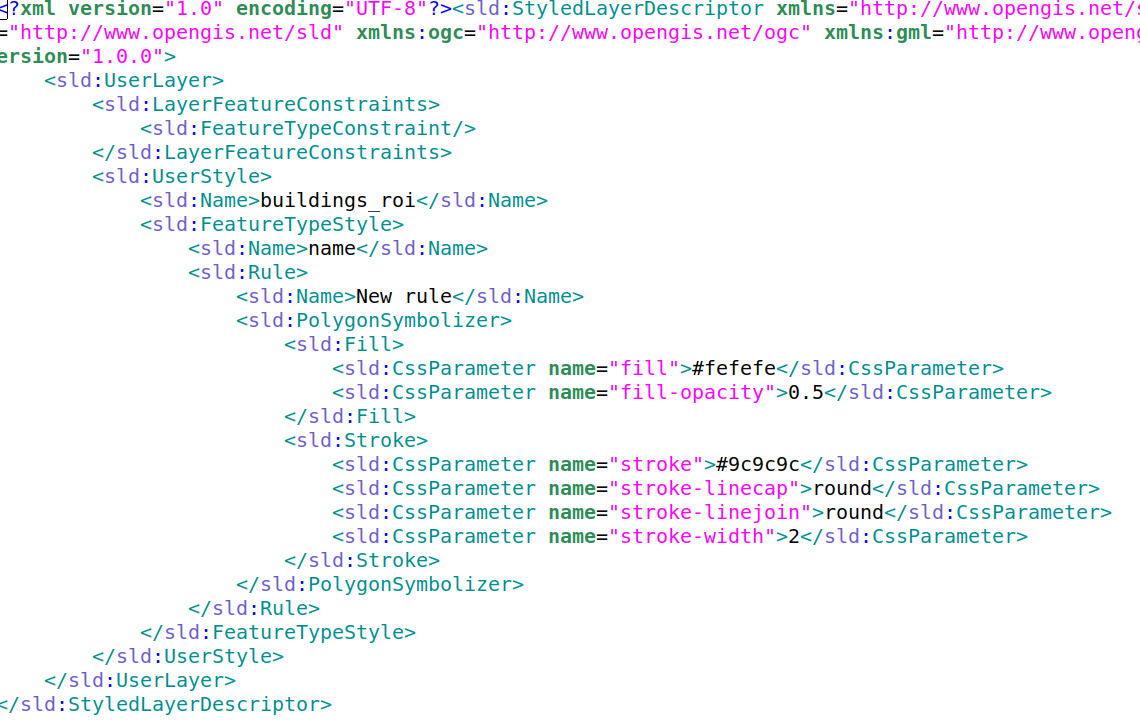 <?xml version="1.0" encoding="UTF-8"?><sld:StyledLayerDescriptor xmlns="http://www.opengis.net/s
="http://www.opengis.net/sld" xmlns:ogc="http://www.opengis.net/ogc" xmlns:gml="http://www.openg
ersion="1.0.0">
    <sld:UserLayer>
        <sld:LayerFeatureConstraints>
            <sld:FeatureTypeConstraint/>
        </sld:LayerFeatureConstraints>
        <sld:UserStyle>
            <sld:Name>buildings_roi</sld:Name>
            <sld:FeatureTypeStyle>
                <sld:Name>name</sld:Name>
                <sld:Rule>
                    <sld:Name>New rule</sld:Name>
                    <sld:PolygonSymbolizer>
                        <sld:Fill>
                            <sld:CssParameter name="fill">#fefefe</sld:CssParameter>
                            <sld:CssParameter name="fill-opacity">0.5</sld:CssParameter>
                        </sld:Fill>
                        <sld:Stroke>
                            <sld:CssParameter name="stroke">#9c9c9c</sld:CssParameter>
                            <sld:CssParameter name="stroke-linecap">round</sld:CssParameter>
                            <sld:CssParameter name="stroke-linejoin">round</sld:CssParameter>
                            <sld:CssParameter name="stroke-width">2</sld:CssParameter>
                        </sld:Stroke>
                    </sld:PolygonSymbolizer>
                </sld:Rule>
            </sld:FeatureTypeStyle>
        </sld:UserStyle>
    </sld:UserLayer>
</sld:StyledLayerDescriptor>